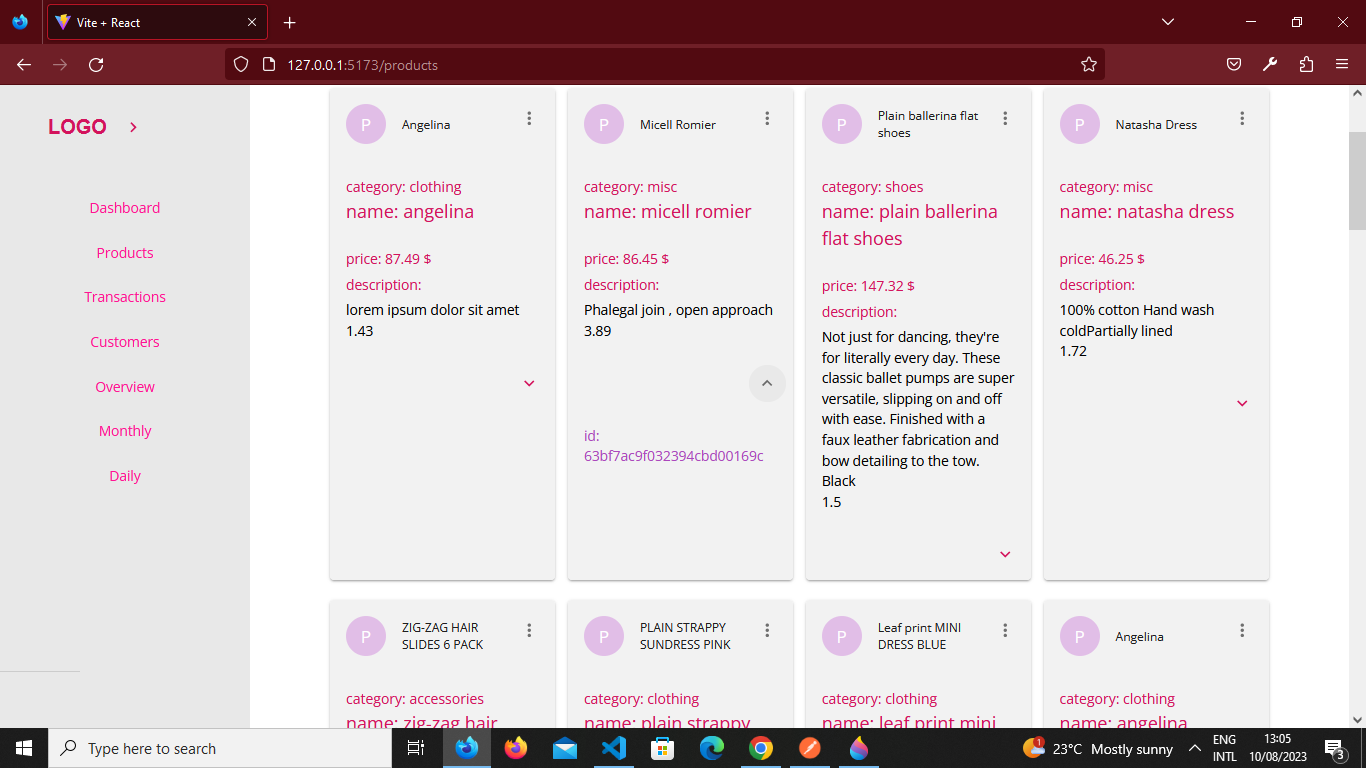 Vite + React
127.0.0.1:5173/products
LOGO
Dashboard
Products
Transactions
Customers
Overview
Monthly
Daily
P
Angelina
category: clothing
name: angelina
price: 87.49 $
description:
lorem ipsum dolor sit amet
1.43
P
Micell Romier
category: misc
name: micell romier
price: 86.45 $
description:
Phalegal join , open approach
3.89
id:
63bf7ac9f032394cbd00169c
P
Plain ballerina flat
shoes
category: shoes
name: plain ballerina
flat shoes
price: 147.32 $
description:
Not just for dancing, they're
for literally every day. These
classic ballet pumps are super
versatile, slipping on and off
with ease. Finished with a
faux leather fabrication and
bow detailing to the tow.
Black
1.5
P
Natasha Dress
category: misc
name: natasha dress
price: 46.25 $
description:
100% cotton Hand wash
coldPartially lined
1.72
P
ZIG-ZAG HAIR
SLIDES 6 PACK
category: accessories
name: zig-zag hair
P
PLAIN STRAPPY
SUNDRESS PINK
category: clothing
name: plain strappy
P
Leaf print MINI
DRESS BLUE
category: clothing
name: leaf print mini
P
Angelina
category: clothing
name: angelina
Type here to search
1
23°C Mostly sunny
ENG
INTL
13:05
10/08/2023
3